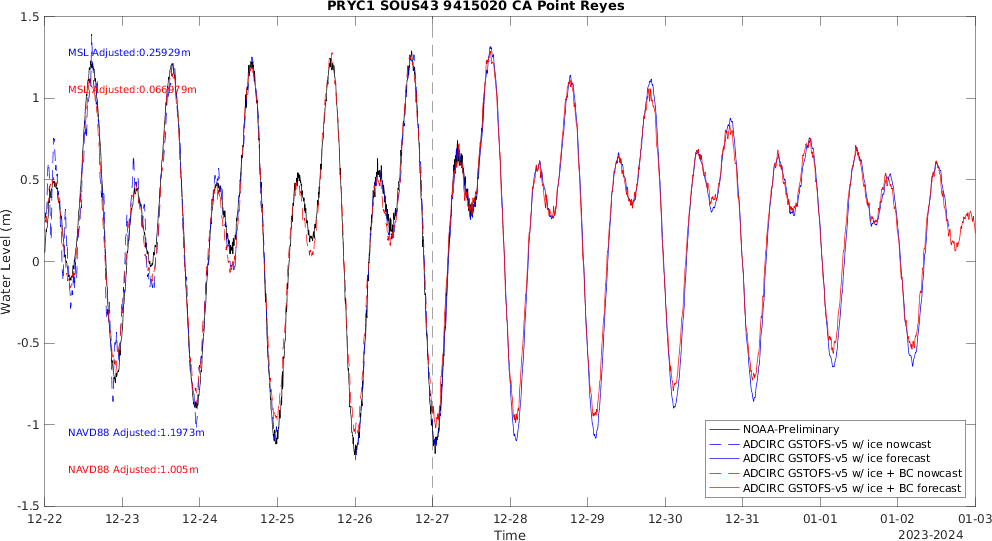 PRYC1 SOUS43 9415020 CA Point Reyes
1.5
1
0.5
0
-0.5
-1
-1.5
Water Level (m)
MSL Adjusted:0.25929m
MSL Adjusted:0.066979m
NAVD88 Adjusted:1.1973m
NAVD88 Adjusted:1.005m
NOAA-Preliminary
ADCIRC GSTOFS-v5 w/ ice nowcast
ADCIRC GSTOFS-v5 w/ ice forecast
ADCIRC GSTOFS-v5 w/ ice + BC nowcast
ADCIRC GSTOFS-v5 w/ ice + BC forecast
12-22 12-23 12-24 12-25 12-26 12-27 12-28 12-29 12-30 12-31 01-01 01-02 01-03
Time
2023-2024